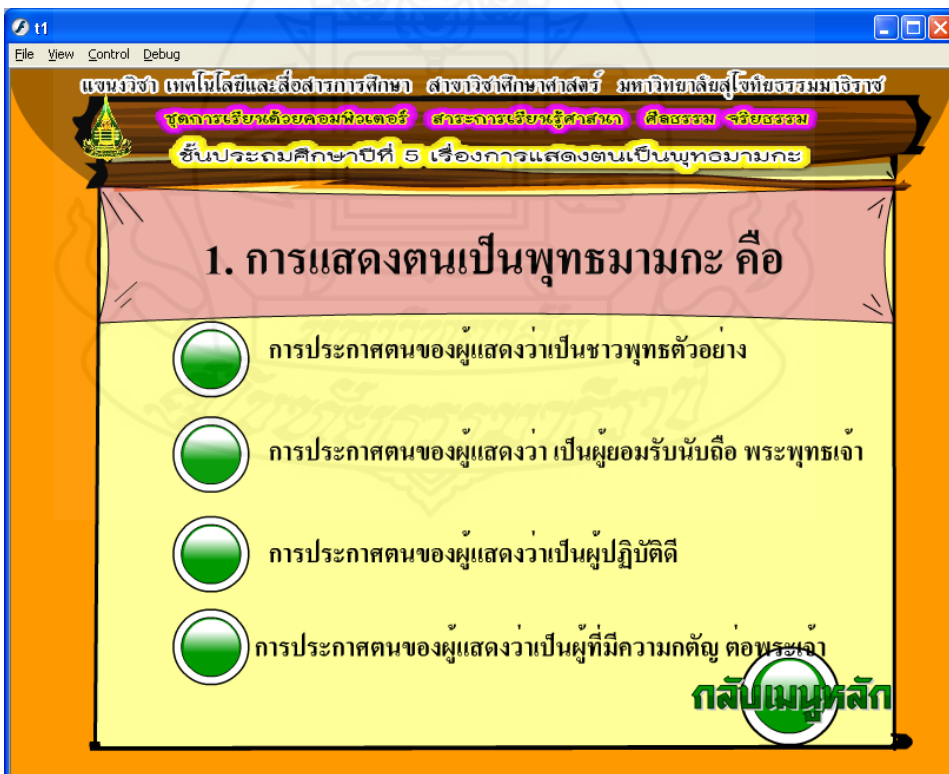 t1
File View Control Debug
แขนงวิชา เทคโนโลยีและสื่อสารการศึกษา สาขาวิชาศึกษาศาสตร์ มหาวิทยาลัยสุโขทัยธรรมมาธิราช
ชุดการเรียนด้วยคอมพิวเตอร์ สาระการเรียนรู้ศาสนา ศีลธรรม จริยธรรม
ชั้นประถมศึกษาปีที่ 5 เรื่องการแสดงตนเป็นพุทธมามกะ
1. การแสดงตนเป็นพุทธมามกะ คือ
การประกาศตนของผู้แสดงว่าเป็นชาวพุทธตัวอย่าง
การประกาศตนของผู้แสดงว่า เป็นผู้ยอมรับนับถือ พระพุทธเจ้า
การประกาศตนของผู้แสดงว่าเป็นผู้ปฏิบัติดี
การประกาศตนของผู้แสดงว่าเป็นผู้ที่มีความกตัญ ต่อพระเจ้า
กลับเมนูหลัก